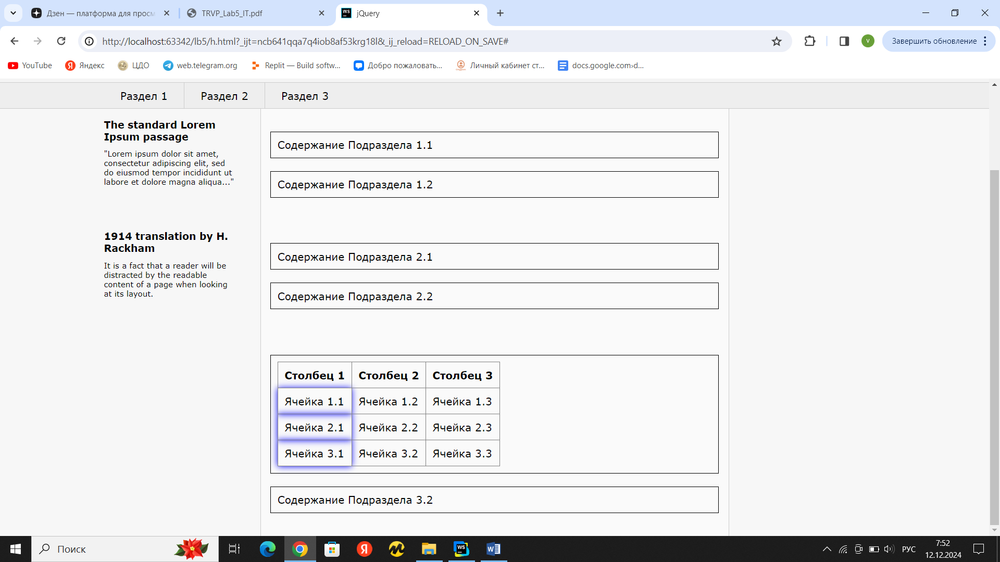 Дзен — платформа для просм
TRVP_Lab5_IT.pdf
jQuery
http://localhost:63342/lb5/h.html?_ijt=ncb641qqa7q4iob8af53krg18l&_ij_reload=RELOAD_ON_SAVE#
V
Завершить обновление
YouTube
Яндекс
ЦДО
web.telegram.org
Replit — Build softw...
Добро пожаловать...
Личный кабинет ст...
docs.google.com›d...
Раздел 1
Раздел 2
Раздел 3
The standard Lorem
Ipsum passage
"Lorem ipsum dolor sit amet,
consectetur adipiscing elit, sed
do eiusmod tempor incididunt ut
labore et dolore magna aliqua..."
1914 translation by H.
Rackham
It is a fact that a reader will be
distracted by the readable
content of a page when looking
at its layout.
Содержание Подраздела 1.1
Содержание Подраздела 1.2
Содержание Подраздела 2.1
Содержание Подраздела 2.2
Столбец 1 Столбец 2 Столбец 3
Ячейка 1.1 Ячейка 1.2 Ячейка 1.3
Ячейка 2.1 Ячейка 2.2 Ячейка 2.3
Ячейка 3.1 Ячейка 3.2 Ячейка 3.3
Содержание Подраздела 3.2
Поиск
РУС
7:52
12.12.2024